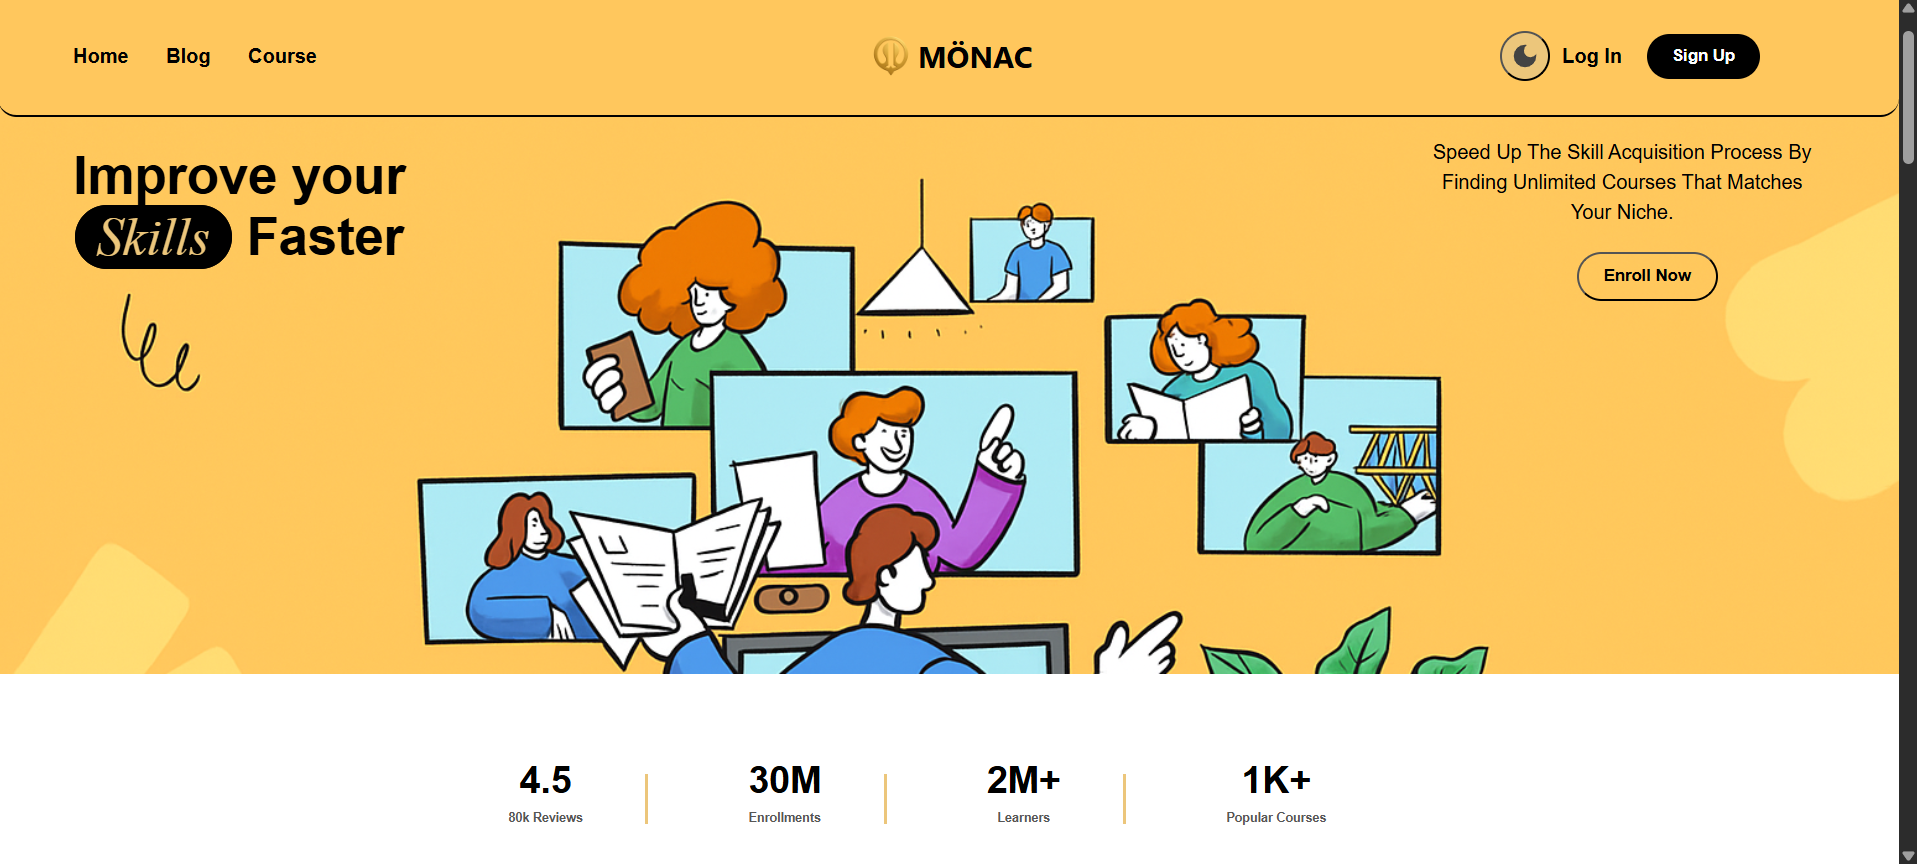 Home Blog Course
MÖNAC
Log In
Sign Up
Improve your
Skills Faster
Speed Up The Skill Acquisition Process By
Finding Unlimited Courses That Matches
Your Niche.
Enroll Now
4.5
80k Reviews
30M
Enrollments
2M+
Learners
1K+
Popular Courses